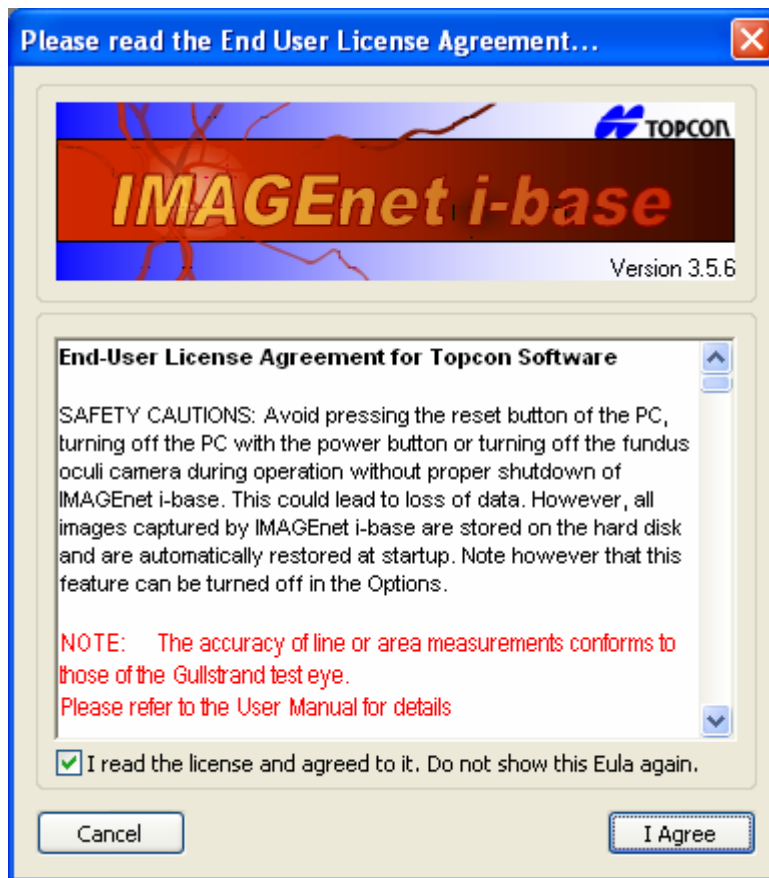 Please read the End User License Agreement...
TOPCON
IMAGEnet i-base
Version 3.5.6
End-User License Agreement for Topcon Software
SAFETY CAUTIONS: Avoid pressing the reset button of the PC,
turning off the PC with the power button or turning off the fundus
oculi camera during operation without proper shutdown of
IMAGEnet i-base. This could lead to loss of data. However, all
images captured by IMAGEnet i-base are stored on the hard disk
and are automatically restored at startup. Note however that this
feature can be turned off in the Options.
NOTE: The accuracy of line or area measurements conforms to
those of the Gullstrand test eye.
Please refer to the User Manual for details
I read the license and agreed to it. Do not show this Eula again.
Cancel
I Agree